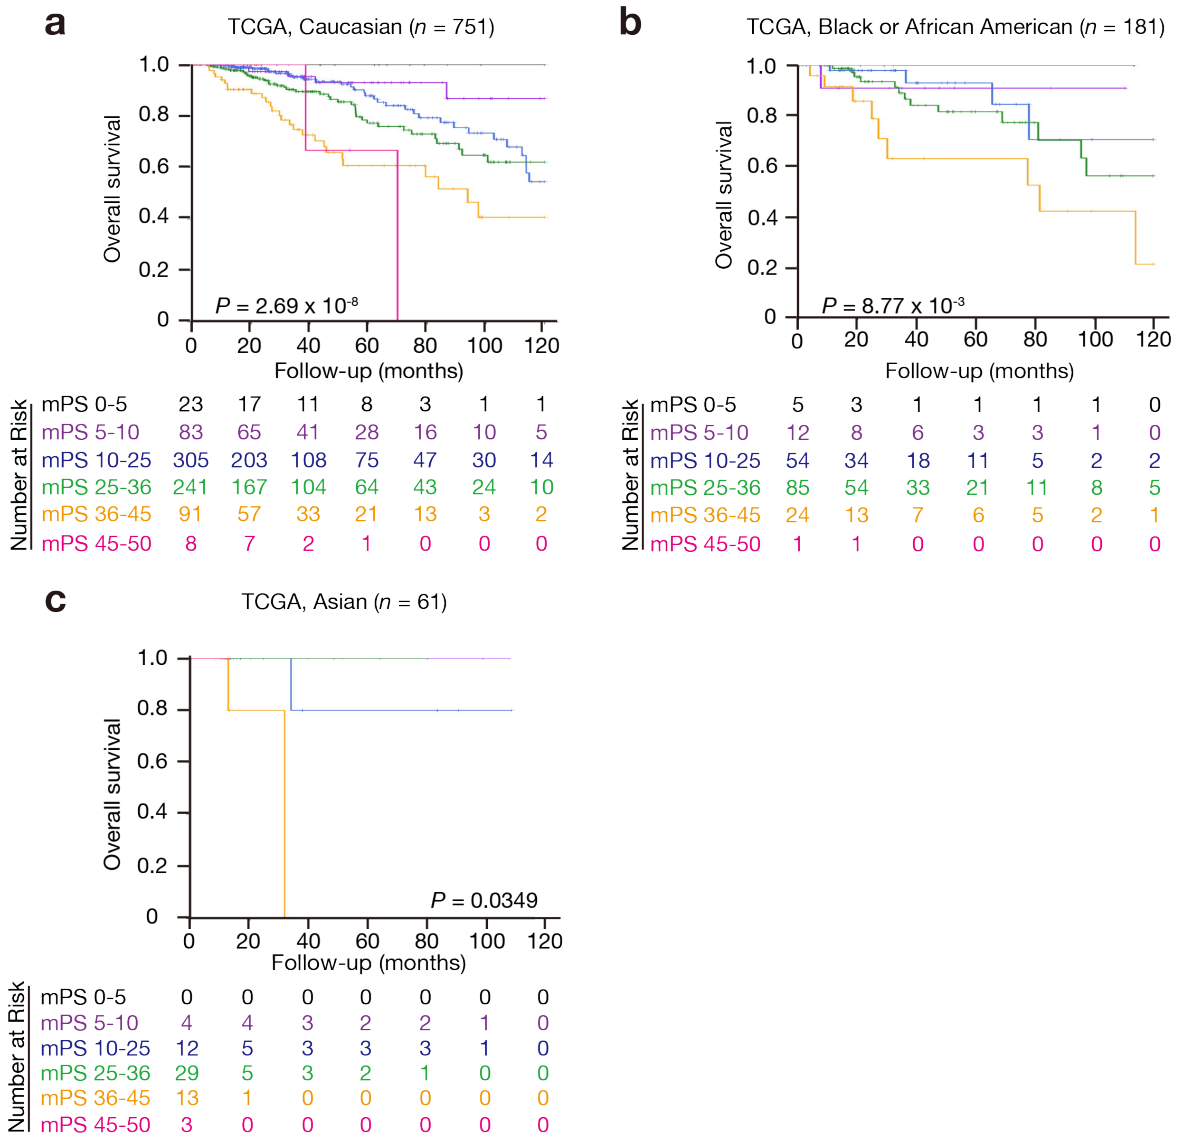 a
TCGA, Caucasian (n = 751)
1.0
0.8
0.6
0.4
0.2
0
Overall survival
P = 2.69 x 10-8
0 20 40 60 80 100 120
Follow-up (months)
Number at Risk
mPS 0-5 23 17 11 8 3 1 1
mPS 5-10 83 65 41 28 16 10 5
mPS 10-25 305 203 108 75 47 30 14
mPS 25-36 241 167 104 64 43 24 10
mPS 36-45 91 57 33 21 13 3 2
mPS 45-50 8 7 2 1 0 0 0
b
TCGA, Black or African American (n = 181)
1.0
0.8
0.6
0.4
0.2
0
Overall survival
P = 8.77 x 10-3
0 20 40 60 80 100 120
Follow-up (months)
Number at Risk
mPS 0-5 5 3 1 1 1 1 0
mPS 5-10 12 8 6 3 3 1 0
mPS 10-25 54 34 18 11 5 2 2
mPS 25-36 85 54 33 21 11 8 5
mPS 36-45 24 13 7 6 5 2 1
mPS 45-50 1 1 0 0 0 0 0
c
TCGA, Asian (n = 61)
1.0
0.8
0.6
0.4
0.2
0
Overall survival
P = 0.0349
0 20 40 60 80 100 120
Follow-up (months)
Number at Risk
mPS 0-5 0 0 0 0 0 0 0
mPS 5-10 4 4 3 2 2 1 0
mPS 10-25 12 5 3 3 3 1 0
mPS 25-36 29 5 3 2 1 0 0
mPS 36-45 13 1 0 0 0 0 0
mPS 45-50 3 0 0 0 0 0 0